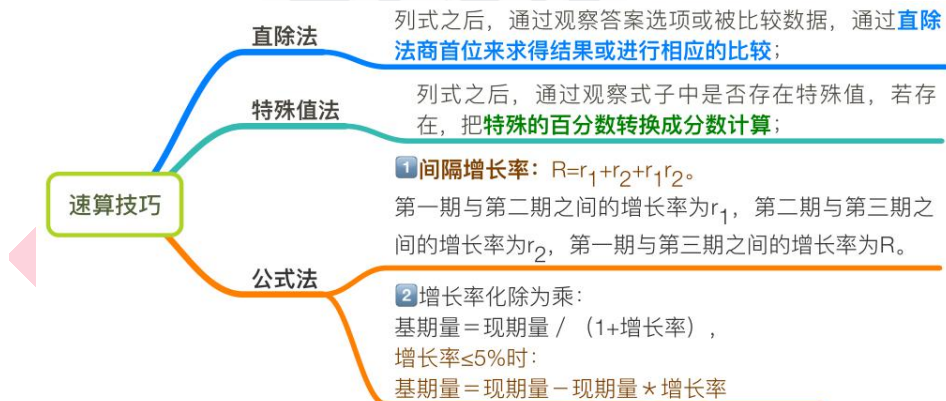 直除法
列式之后，通过观察答案选项或被比较数据，通过直除
法商首位来求得结果或进行相应的比较；
特殊值法
列式之后，通过观察式子中是否存在特殊值，若存
在，把特殊的百分数转换成分数计算；
速算技巧
公式法
1间隔增长率：R=r₁+r₂+r₁r₂。
第一期与第二期之间的增长率为r₁，第二期与第三期之
间的增长率为r₂，第一期与第三期之间的增长率为R。
2增长率化除为乘：
基期量＝现期量 / （1+增长率），
增长率≤5%时：
基期量＝现期量－现期量＊增长率